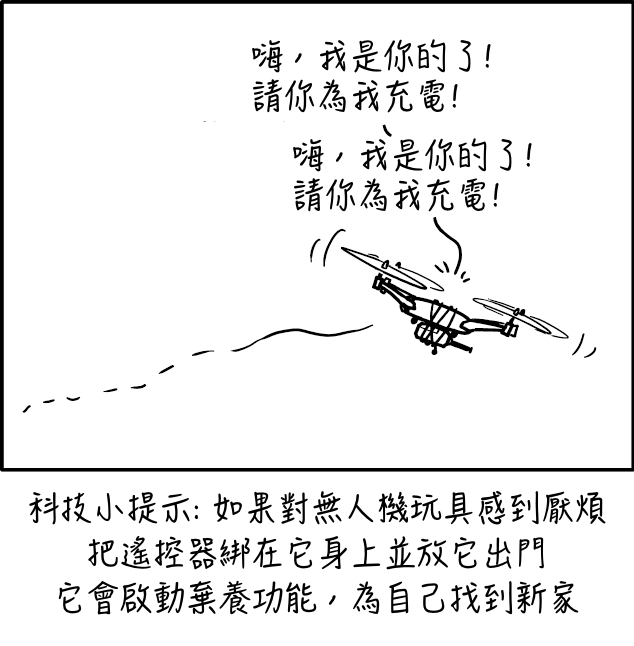 嗨，我是你的了!
請你為我充電!
嗨，我是你的了!
請你為我充電!
科技小提示: 如果對無人機玩具感到厭煩
把遙控器綁在它身上並放它出門
它會啟動棄養功能，為自己找到新家